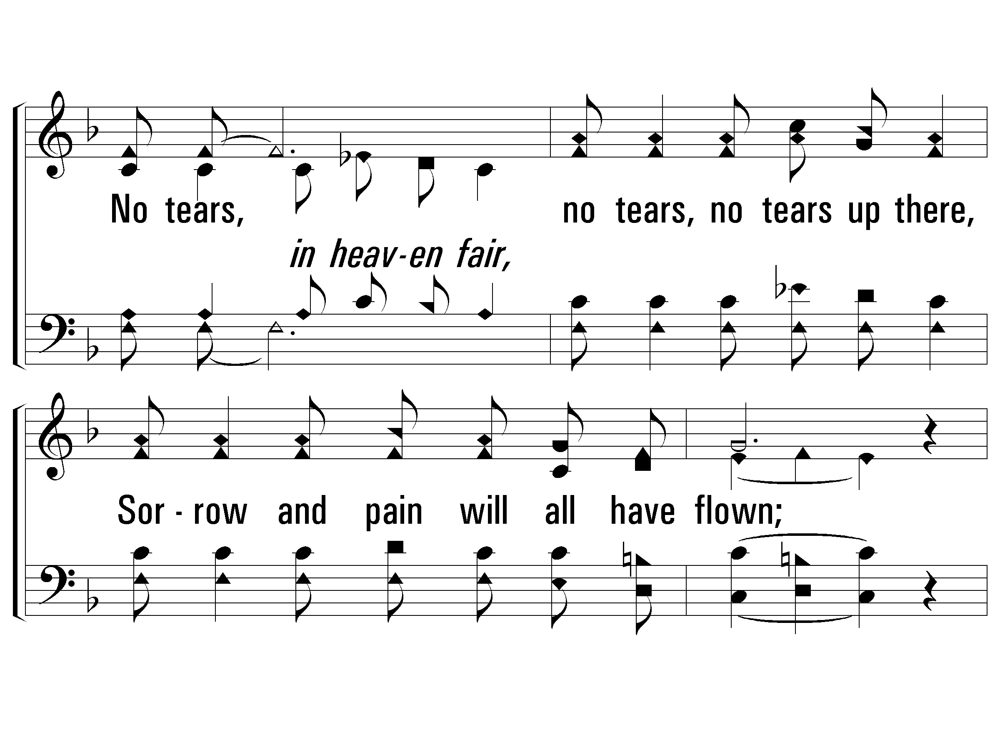 No tears, no tears, no tears up there,
in heav-en fair,
Sor - row and pain will all have flown;